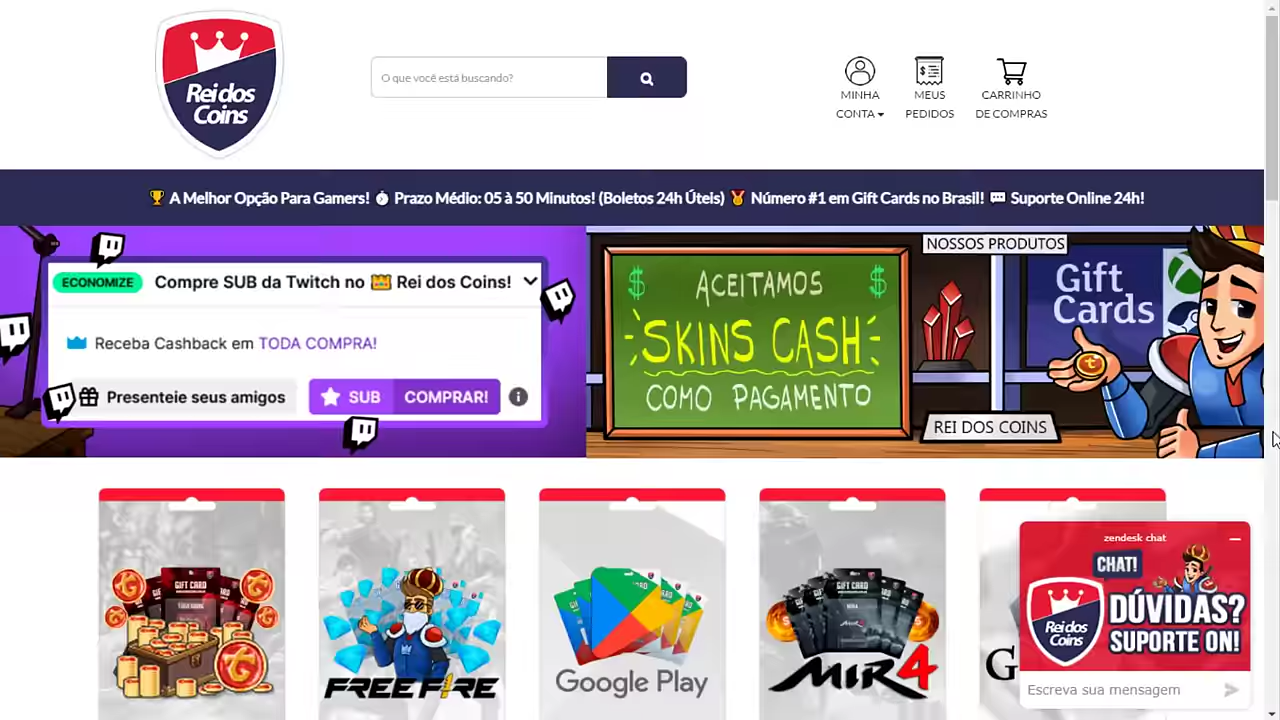 Rei dos
Coins
O que você está buscando?
MINHA
CONTA
MEUS
PEDIDOS
CARRINHO
DE COMPRAS
A Melhor Opção Para Gamers! Prazo Médio: 05 à 50 Minutos! (Boletos 24h Úteis) Número #1 em Gift Cards no Brasil! Suporte Online 24h!
ECONOMIZE Compre SUB da Twitch no Rei dos Coins!
Receba Cashback em TODA COMPRA!
Presenteie seus amigos SUB COMPRAR!
$ ACEITAMOS $
SKINS CASH
COMO PAGAMENTO
NOSSOS PRODUTOS
Gift
Cards
REI DOS COINS
GIFT CARD
FREE FIRE
Google Play
GIFT CARD
MIR4
MIR4
G
zendesk chat
CHAT!
Rei dos
Coins
DÚVIDAS?
SUPORTE ON!
Escreva sua mensagem